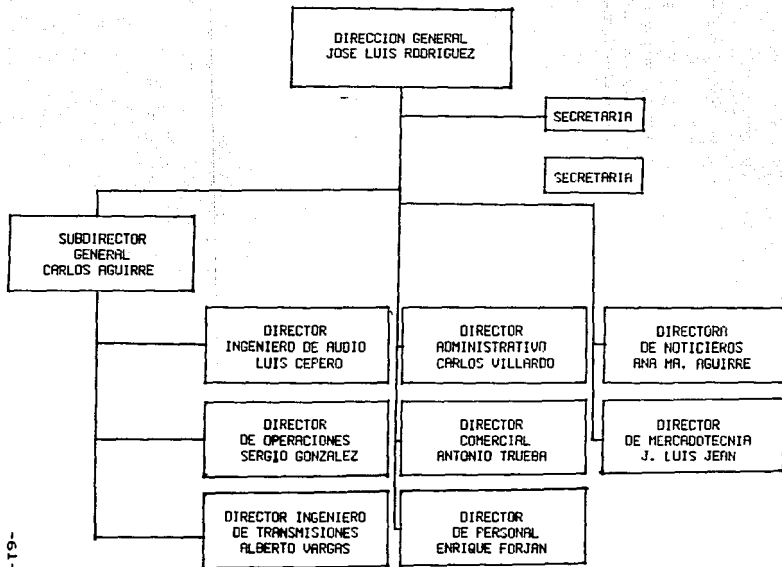 DIRECCION GENERAL
JOSE LUIS RODRIGUEZ
SECRETARIA
SECRETARIA
SUBDIRECTOR
GENERAL
CARLOS AGUIRRE
DIRECTOR
INGENIERO DE AUDIO
LUIS CEPERO
DIRECTOR
ADMINISTRATIVO
CARLOS VILLARDO
DIRECTORA
DE NOTICIEROS
ANA MA. AGUIRRE
DIRECTOR
DE OPERACIONES
SERGIO GONZALEZ
DIRECTOR
COMERCIAL
ANTONIO TRUEBA
DIRECTOR
DE MERCADOTECNIA
J. LUIS JEAN
DIRECTOR INGENIERO
DE TRANSMISIONES
ALBERTO VARGAS
DIRECTOR
DE PERSONAL
ENRIQUE FORJAN
-T9-